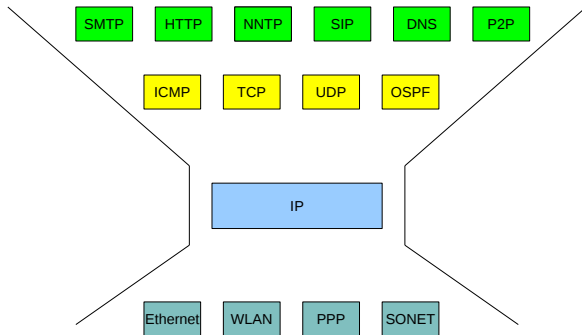 SMTP HTTP NNTP SIP DNS P2P
ICMP TCP UDP OSPF
IP
Ethernet WLAN PPP SONET